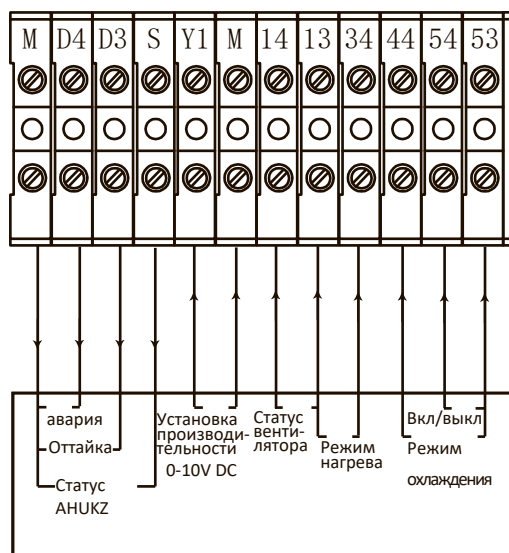 M D4 D3 S Y1 M 14 13 34 44 54 53
авария
Оттайка
Статус
AHUKZ
Установка
производи-
тельности
0-10V DC
Статус
венти-
лятора
Режим
нагрева
Вкл/выкл
Режим
охлаждения